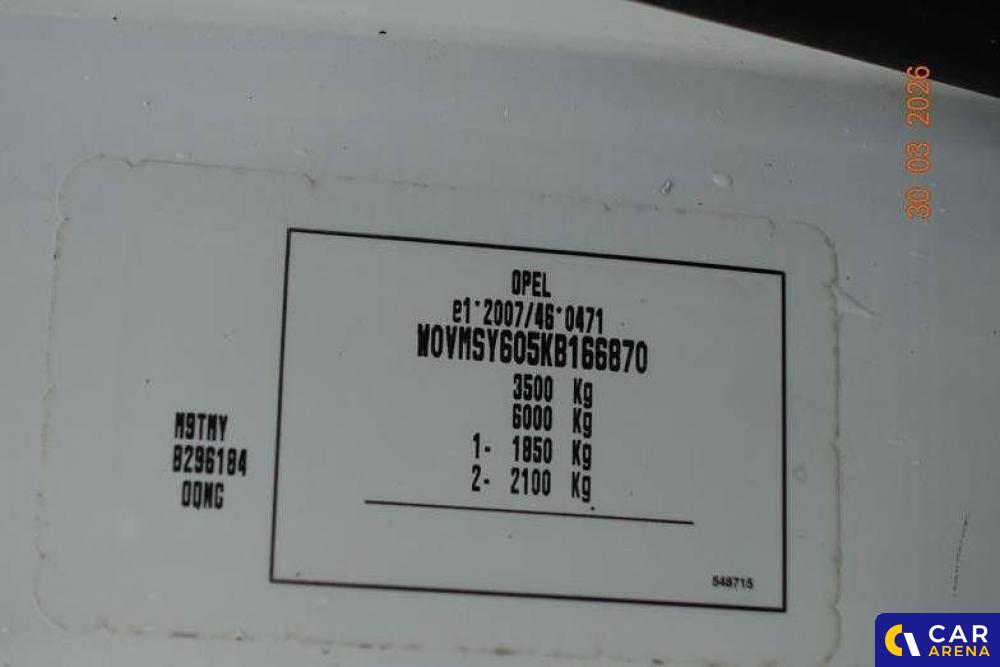 30 03 2026
OPEL
e1*2007/46*0471
W0VMSY605KB166870
3500 Kg
6000 Kg
1- 1850 Kg
2- 2100 Kg
M9TMY
B296184
0QMG
548715
CAR
ARENA